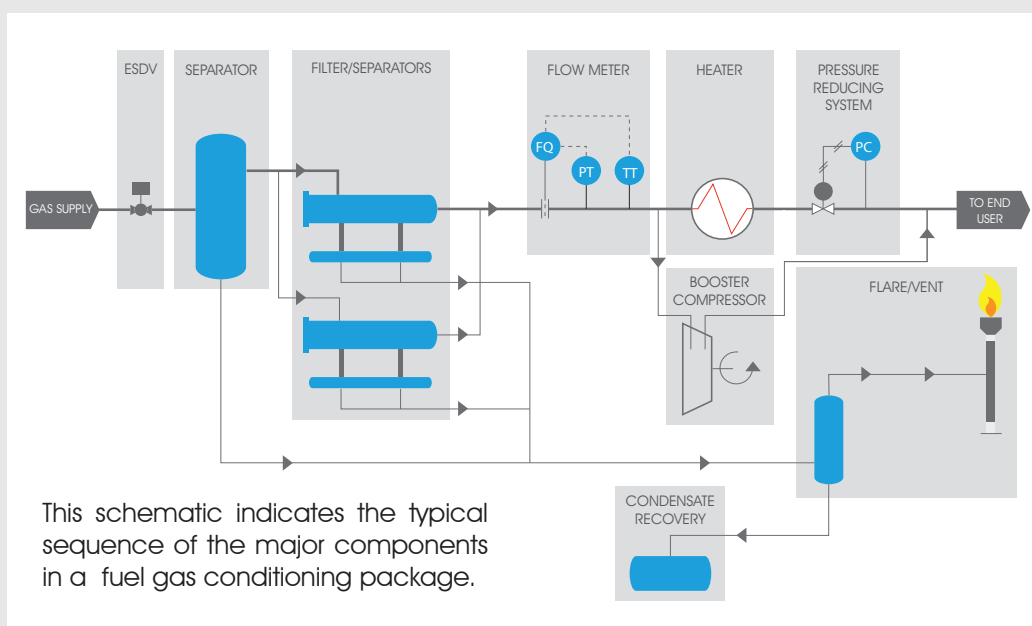 ESDV
SEPARATOR
FILTER/SEPARATORS
FLOW METER
HEATER
PRESSURE
REDUCING
SYSTEM
FQ
PT
TT
PC
GAS SUPPLY
TO END
USER
BOOSTER
COMPRESSOR
FLARE/VENT
CONDENSATE
RECOVERY
This schematic indicates the typical
sequence of the major components
in a fuel gas conditioning package.